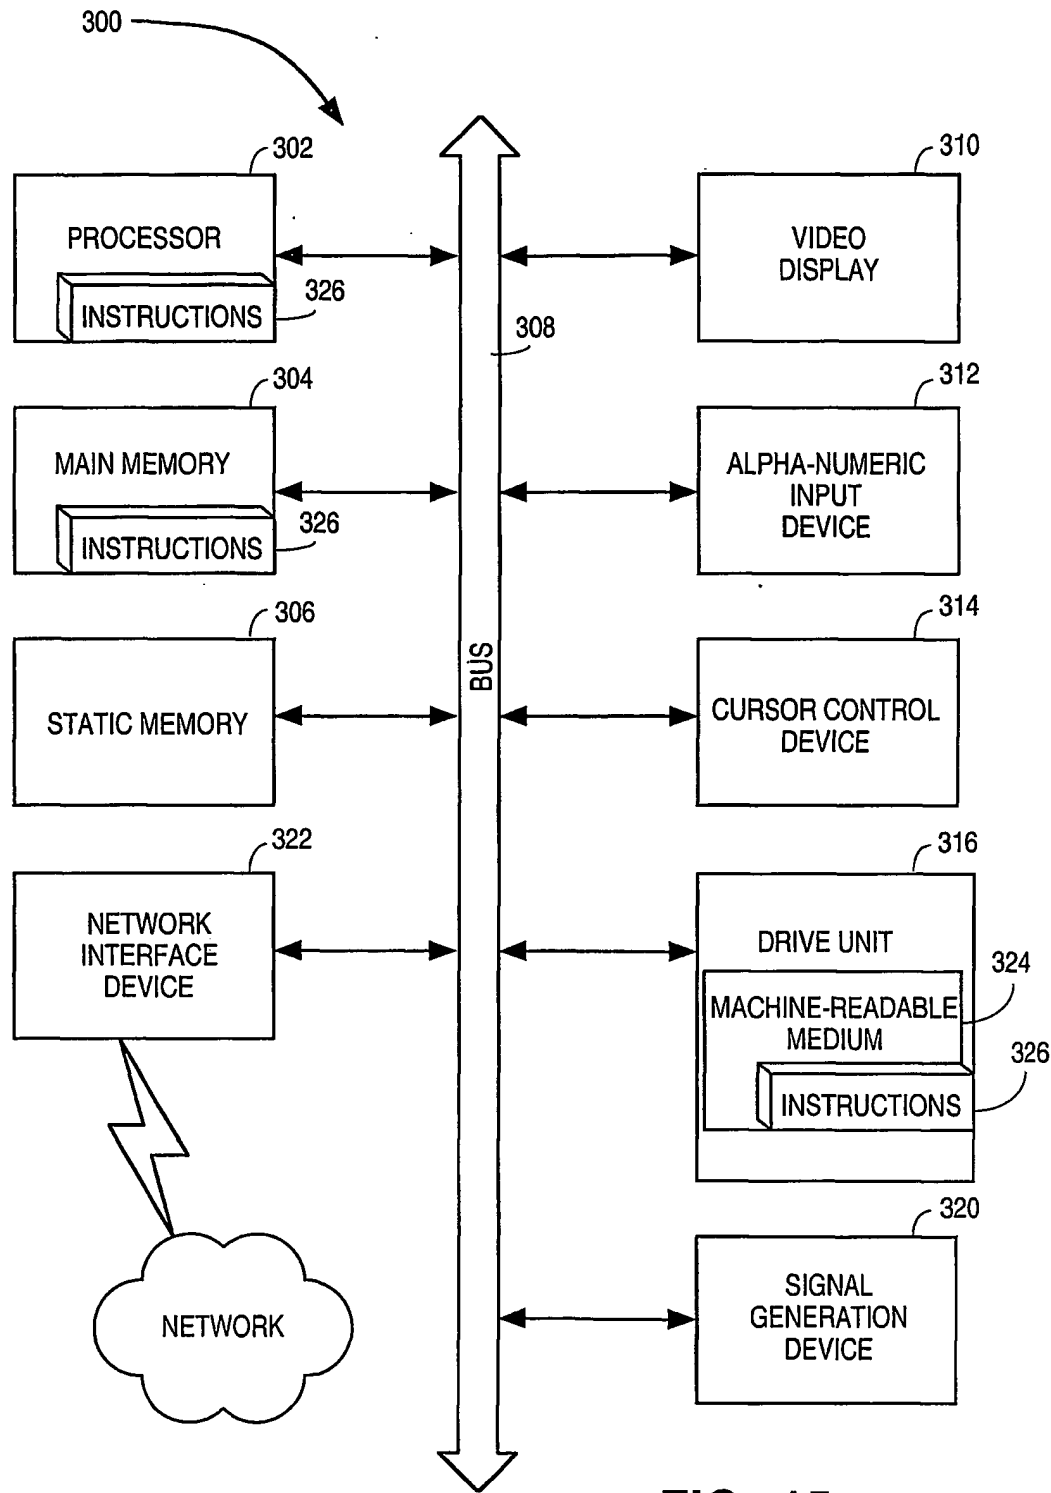 300
302
PROCESSOR
INSTRUCTIONS
326
304
MAIN MEMORY
INSTRUCTIONS
326
306
STATIC MEMORY
322
NETWORK
INTERFACE
DEVICE
NETWORK
308
BUS
310
VIDEO
DISPLAY
312
ALPHA-NUMERIC
INPUT
DEVICE
314
CURSOR CONTROL
DEVICE
316
DRIVE UNIT
324
MACHINE-READABLE
MEDIUM
326
INSTRUCTIONS
320
SIGNAL
GENERATION
DEVICE